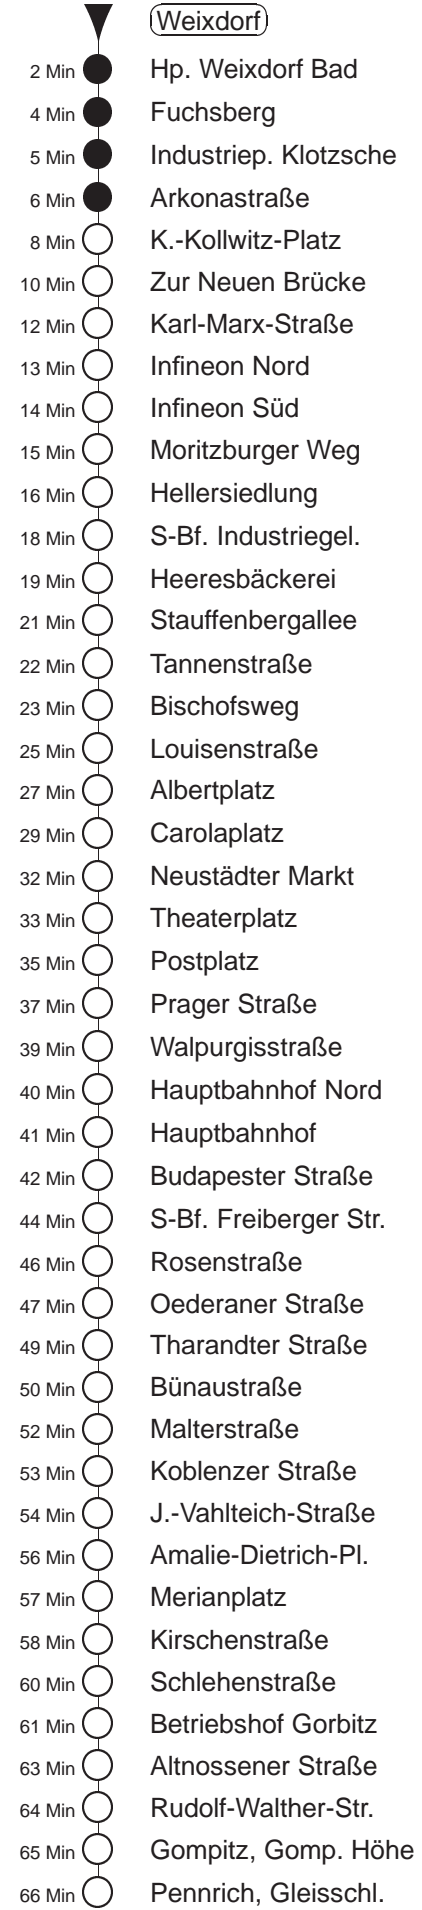 Weixdorf
2 Min Hp. Weixdorf Bad
4 Min Fuchsberg
5 Min Industriep. Klotzsche
6 Min Arkonastraße
8 Min K.-Kollwitz-Platz
10 Min Zur Neuen Brücke
12 Min Karl-Marx-Straße
13 Min Infineon Nord
14 Min Infineon Süd
15 Min Moritzburger Weg
16 Min Hellersiedlung
18 Min S-Bf. Industriegel.
19 Min Heeresbäckerei
21 Min Stauffenbergallee
22 Min Tannenstraße
23 Min Bischofsweg
25 Min Louisenstraße
27 Min Albertplatz
29 Min Carolaplatz
32 Min Neustädter Markt
33 Min Theaterplatz
35 Min Postplatz
37 Min Prager Straße
39 Min Walpurgisstraße
40 Min Hauptbahnhof Nord
41 Min Hauptbahnhof
42 Min Budapester Straße
44 Min S-Bf. Freiberger Str.
46 Min Rosenstraße
47 Min Oederaner Straße
49 Min Tharandter Straße
50 Min Bünaustraße
52 Min Malterstraße
53 Min Koblenzer Straße
54 Min J.-Vahlteich-Straße
56 Min Amalie-Dietrich-Pl.
57 Min Merianplatz
58 Min Kirschenstraße
60 Min Schlehenstraße
61 Min Betriebshof Gorbitz
63 Min Altnossener Straße
64 Min Rudolf-Walther-Str.
65 Min Gompitz, Gomp. Höhe
66 Min Pennrich, Gleisschl.